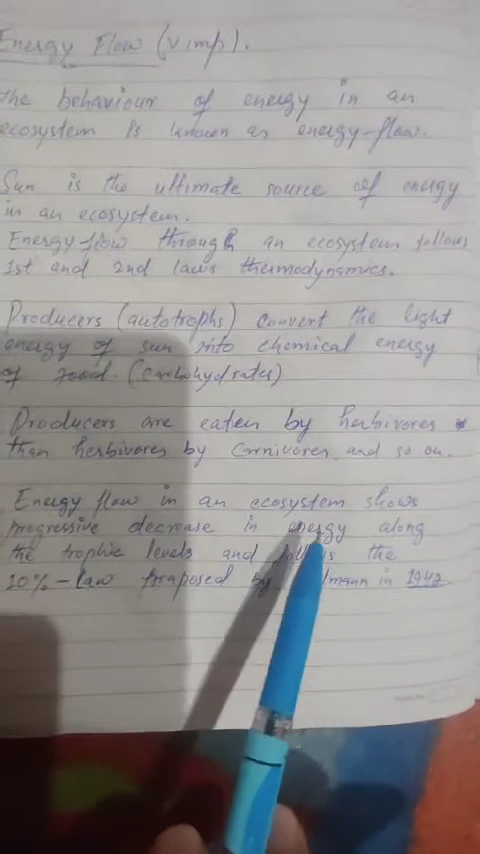 Energy Flow (v.imp).
The behaviour of energy in an
ecosystem is known as energy-flow.
Sun is the ultimate source of energy
in an ecosystem.
Energy-flow through an ecosystem follows
1st and 2nd laws thermodynamics.
Producers (autotrophs) convert the light
energy of sun into chemical energy
of food. (carbohydrates)
Producers are eaten by herbivores
than herbivores by Carnivores and so on.
Energy flow in an ecosystem shows
progressive decrease in energy along
the trophic levels and the
10% - law proposed by in 1942.